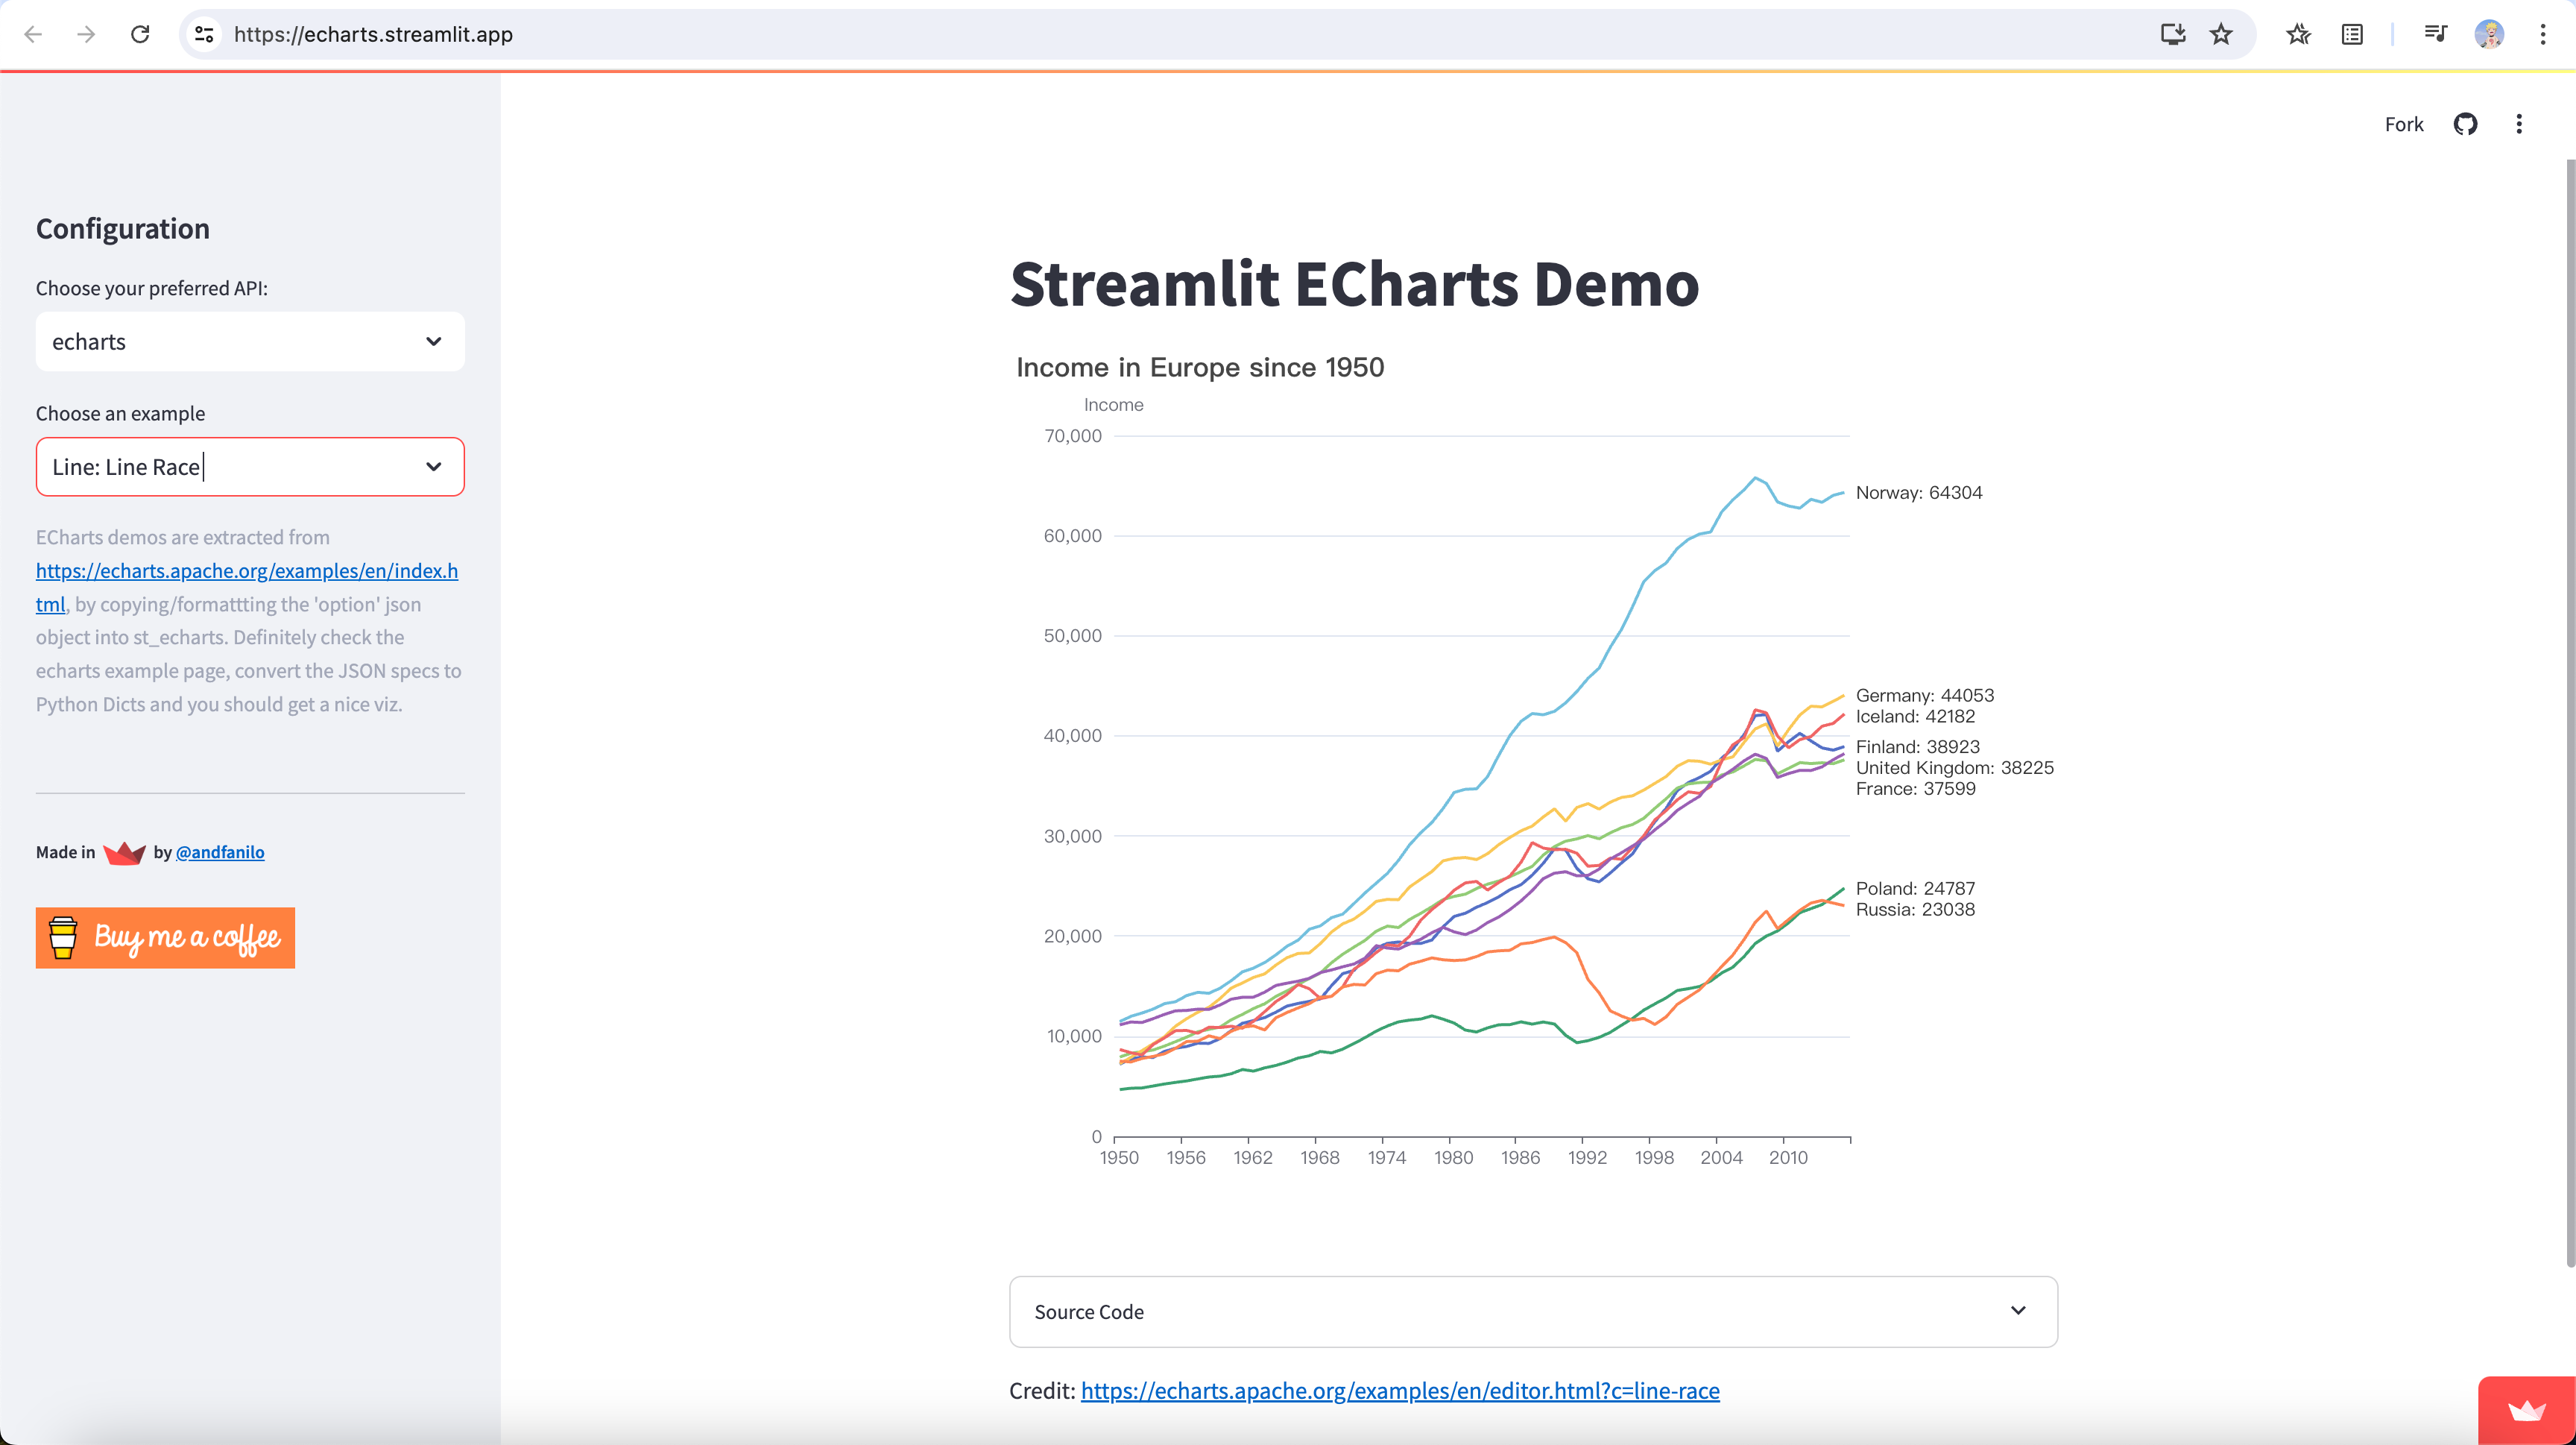 https://echarts.streamlit.app
Fork
Configuration
Choose your preferred API:
echarts
Choose an example
Line: Line Race
ECharts demos are extracted from
https://echarts.apache.org/examples/en/index.h
tml, by copying/formattting the 'option' json
object into st_echarts. Definitely check the
echarts example page, convert the JSON specs to
Python Dicts and you should get a nice viz.
Made in by @andfanilo
Buy me a coffee
Streamlit ECharts Demo
Income in Europe since 1950
Income
70,000
60,000
50,000
40,000
30,000
20,000
10,000
0
1950 1956 1962 1968 1974 1980 1986 1992 1998 2004 2010
Norway: 64304
Germany: 44053
Iceland: 42182
Finland: 38923
United Kingdom: 38225
France: 37599
Poland: 24787
Russia: 23038
Source Code
Credit: https://echarts.apache.org/examples/en/editor.html?c=line-race